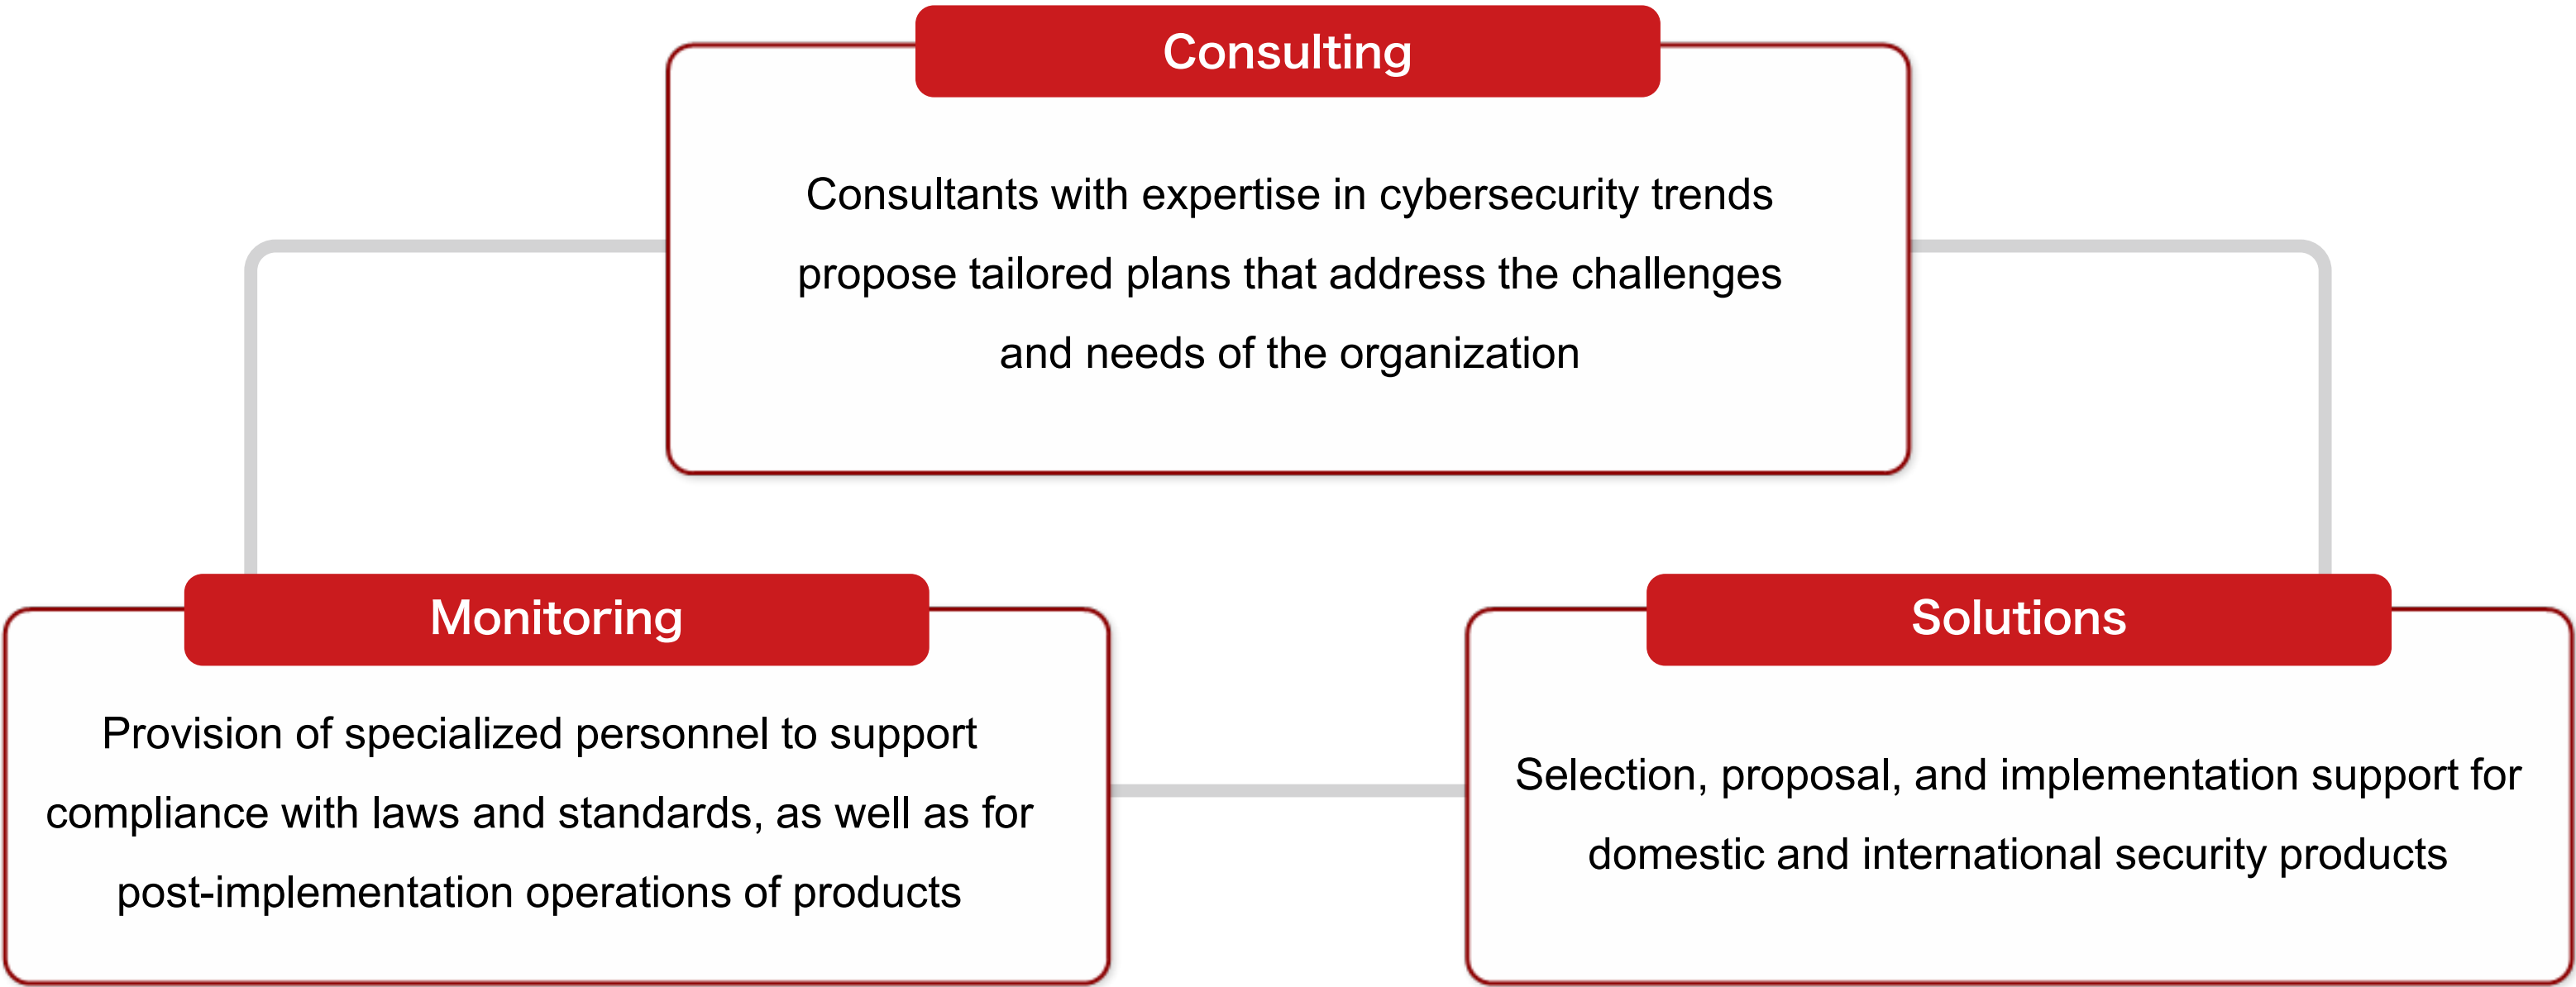 Consulting
Consultants with expertise in cybersecurity trends
propose tailored plans that address the challenges
and needs of the organization
Monitoring
Provision of specialized personnel to support
compliance with laws and standards, as well as for
post-implementation operations of products
Solutions
Selection, proposal, and implementation support for
domestic and international security products